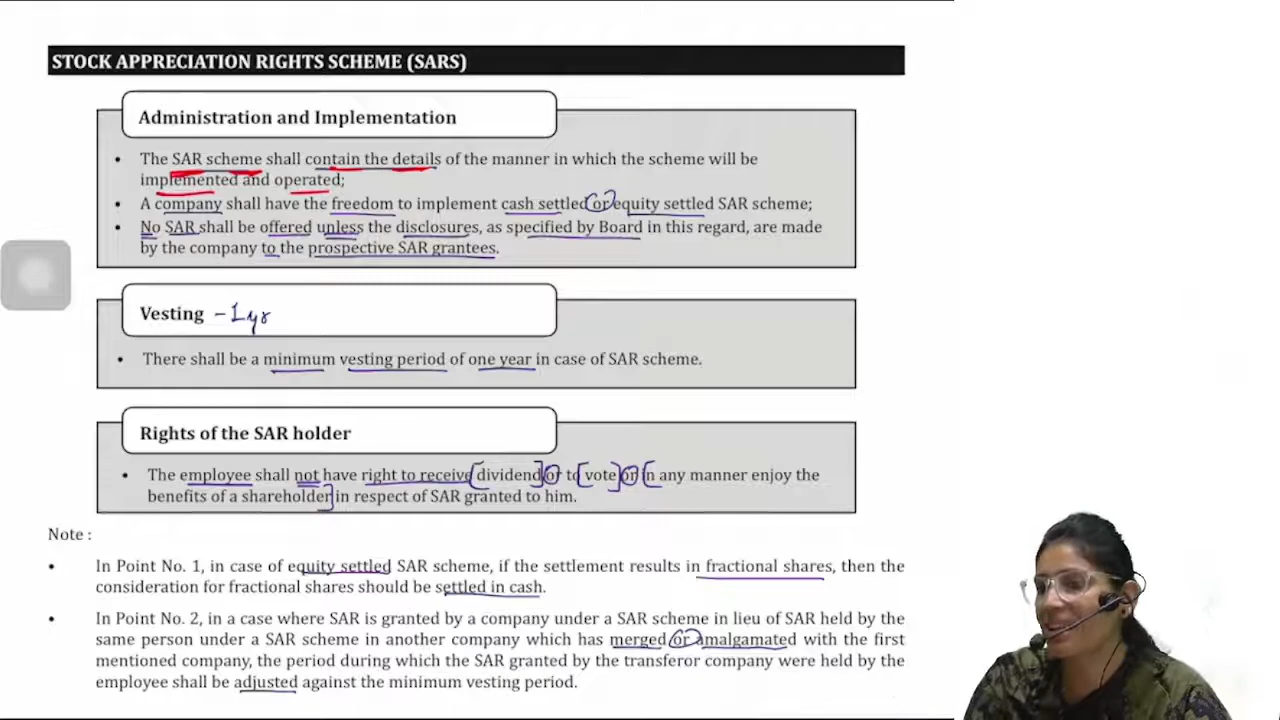 STOCK APPRECIATION RIGHTS SCHEME (SARS)
Administration and Implementation
• The SAR scheme shall contain the details of the manner in which the scheme will be
implemented and operated;
• A company shall have the freedom to implement cash settled or equity settled SAR scheme;
• No SAR shall be offered unless the disclosures, as specified by Board in this regard, are made
by the company to the prospective SAR grantees.
Vesting - 1 yr
• There shall be a minimum vesting period of one year in case of SAR scheme.
Rights of the SAR holder
• The employee shall not have right to receive [dividend] or to [vote] or [in any manner enjoy the
benefits of a shareholder] in respect of SAR granted to him.
Note :
• In Point No. 1, in case of equity settled SAR scheme, if the settlement results in fractional shares, then the
consideration for fractional shares should be settled in cash.
• In Point No. 2, in a case where SAR is granted by a company under a SAR scheme in lieu of SAR held by the
same person under a SAR scheme in another company which has merged or amalgamated with the first
mentioned company, the period during which the SAR granted by the transferor company were held by the
employee shall be adjusted against the minimum vesting period.